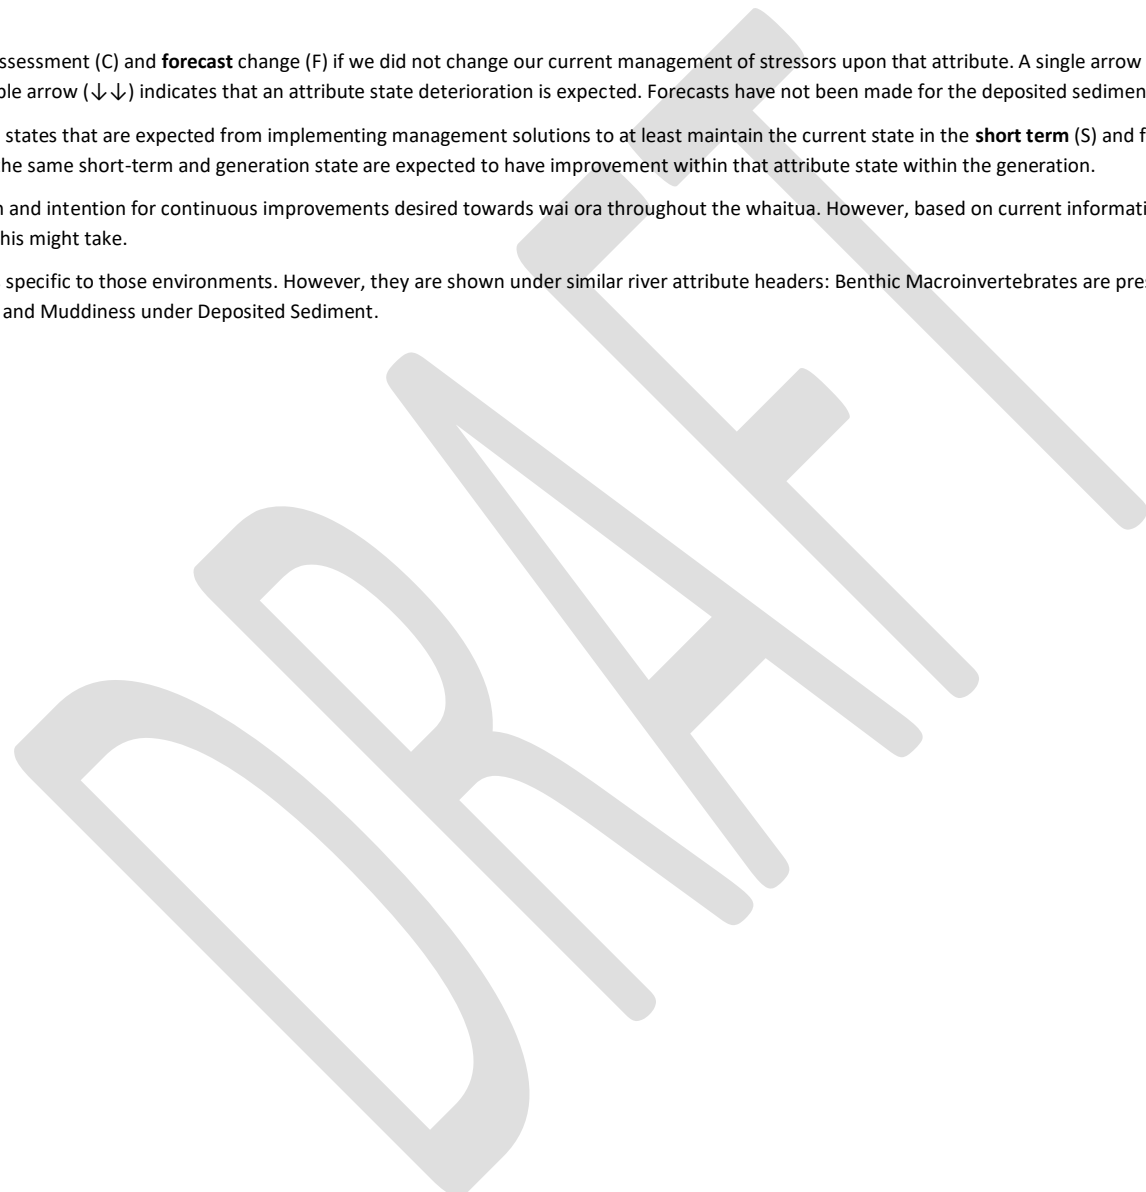 ssessment (C) and forecast change (F) if we did not change our current management of stressors upon that attribute. A single arrow
ble arrow (↓↓) indicates that an attribute state deterioration is expected. Forecasts have not been made for the deposited sedimen
states that are expected from implementing management solutions to at least maintain the current state in the short term (S) and f
he same short-term and generation state are expected to have improvement within that attribute state within the generation.
n and intention for continuous improvements desired towards wai ora throughout the whaitua. However, based on current informati
his might take.
s specific to those environments. However, they are shown under similar river attribute headers: Benthic Macroinvertebrates are pres
and Muddiness under Deposited Sediment.
DRAFT